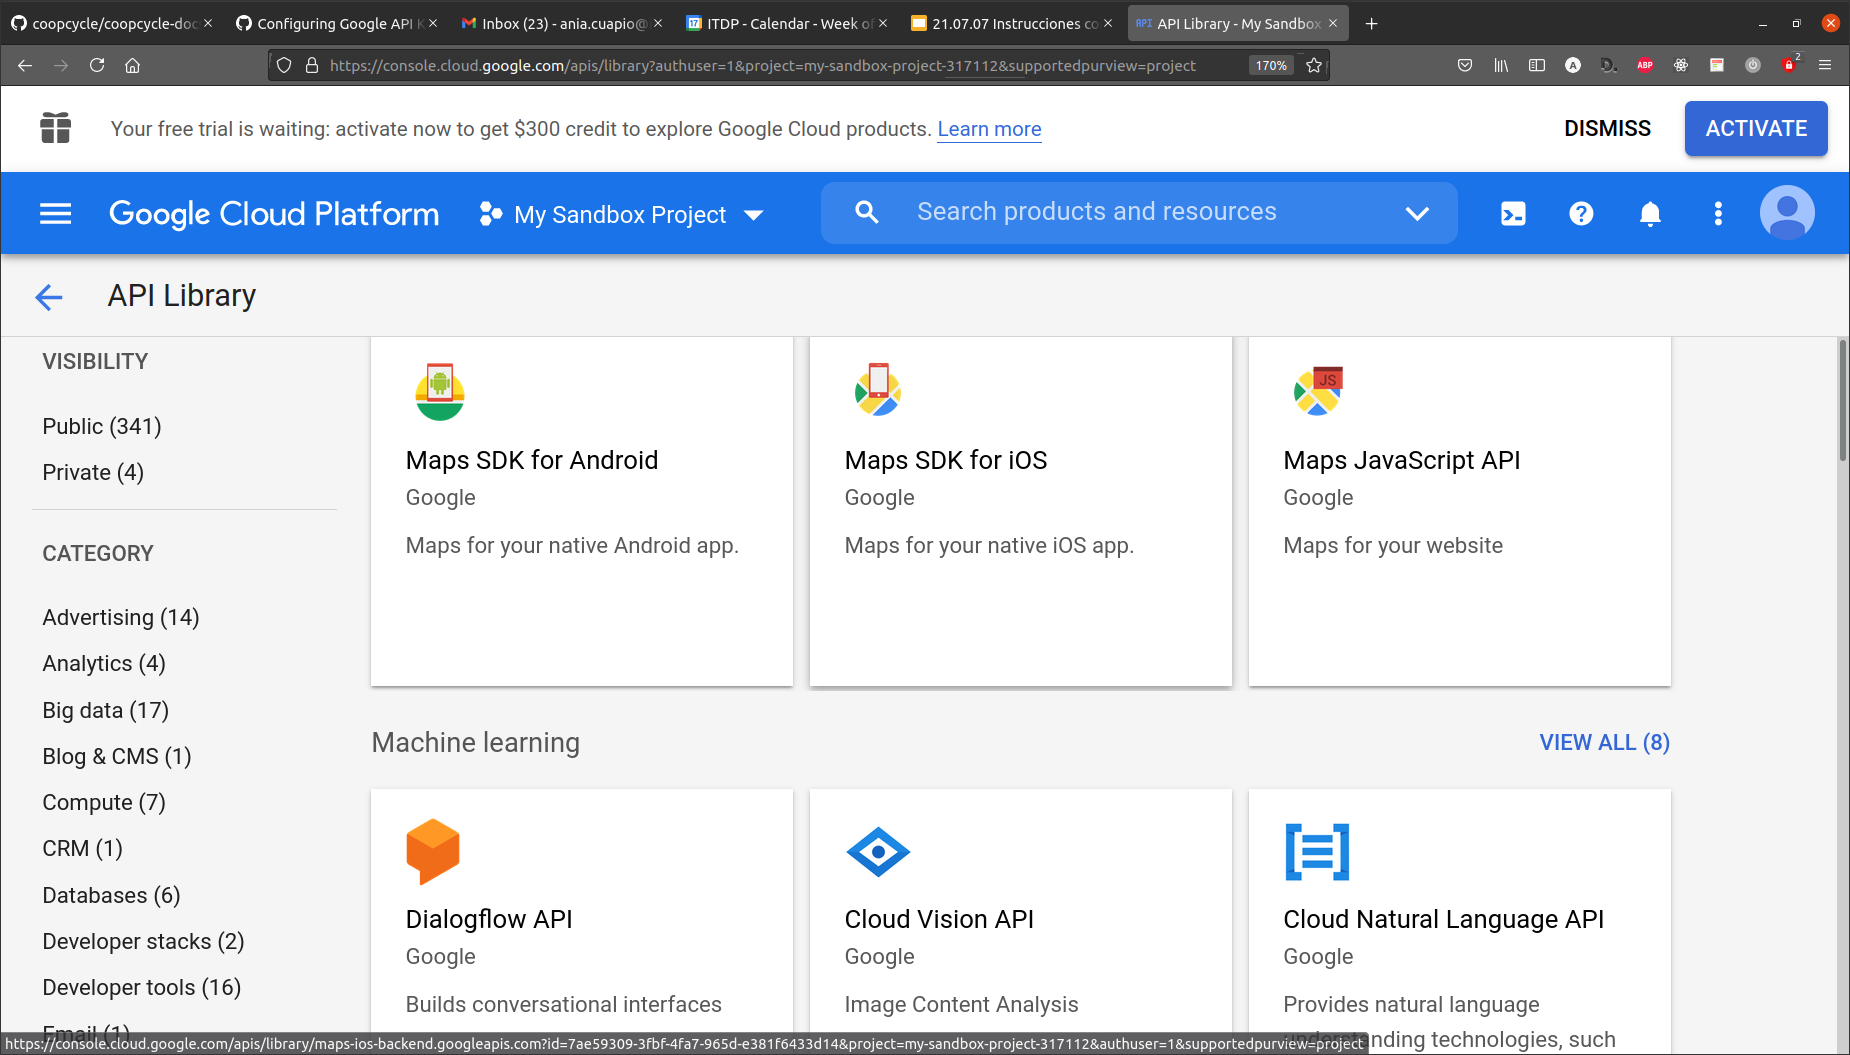 coopcycle/coopcycle-doc
Configuring Google API K
Inbox (23) - ania.cuapio@
ITDP - Calendar - Week of
21.07.07 Instrucciones co
API Library - My Sandbox
https://console.cloud.google.com/apis/library?authuser=1&project=my-sandbox-project-317112&supportedpurview=project
170%
ABP
2
Your free trial is waiting: activate now to get $300 credit to explore Google Cloud products. Learn more
DISMISS
ACTIVATE
Google Cloud Platform
My Sandbox Project
Search products and resources
API Library
VISIBILITY
Public (341)
Private (4)
CATEGORY
Advertising (14)
Analytics (4)
Big data (17)
Blog & CMS (1)
Compute (7)
CRM (1)
Databases (6)
Developer stacks (2)
Developer tools (16)
Email (1)
Maps SDK for Android
Google
Maps for your native Android app.
Maps SDK for iOS
Google
Maps for your native iOS app.
JS
Maps JavaScript API
Google
Maps for your website
Machine learning
VIEW ALL (8)
Dialogflow API
Google
Builds conversational interfaces
Cloud Vision API
Google
Image Content Analysis
Cloud Natural Language API
Google
Provides natural language
understanding technologies, such
https://console.cloud.google.com/apis/library/maps-ios-backend.googleapis.com?id=7ae59309-3fbf-4fa7-965d-e381f6433d14&project=my-sandbox-project-317112&authuser=1&supportedpurview=project